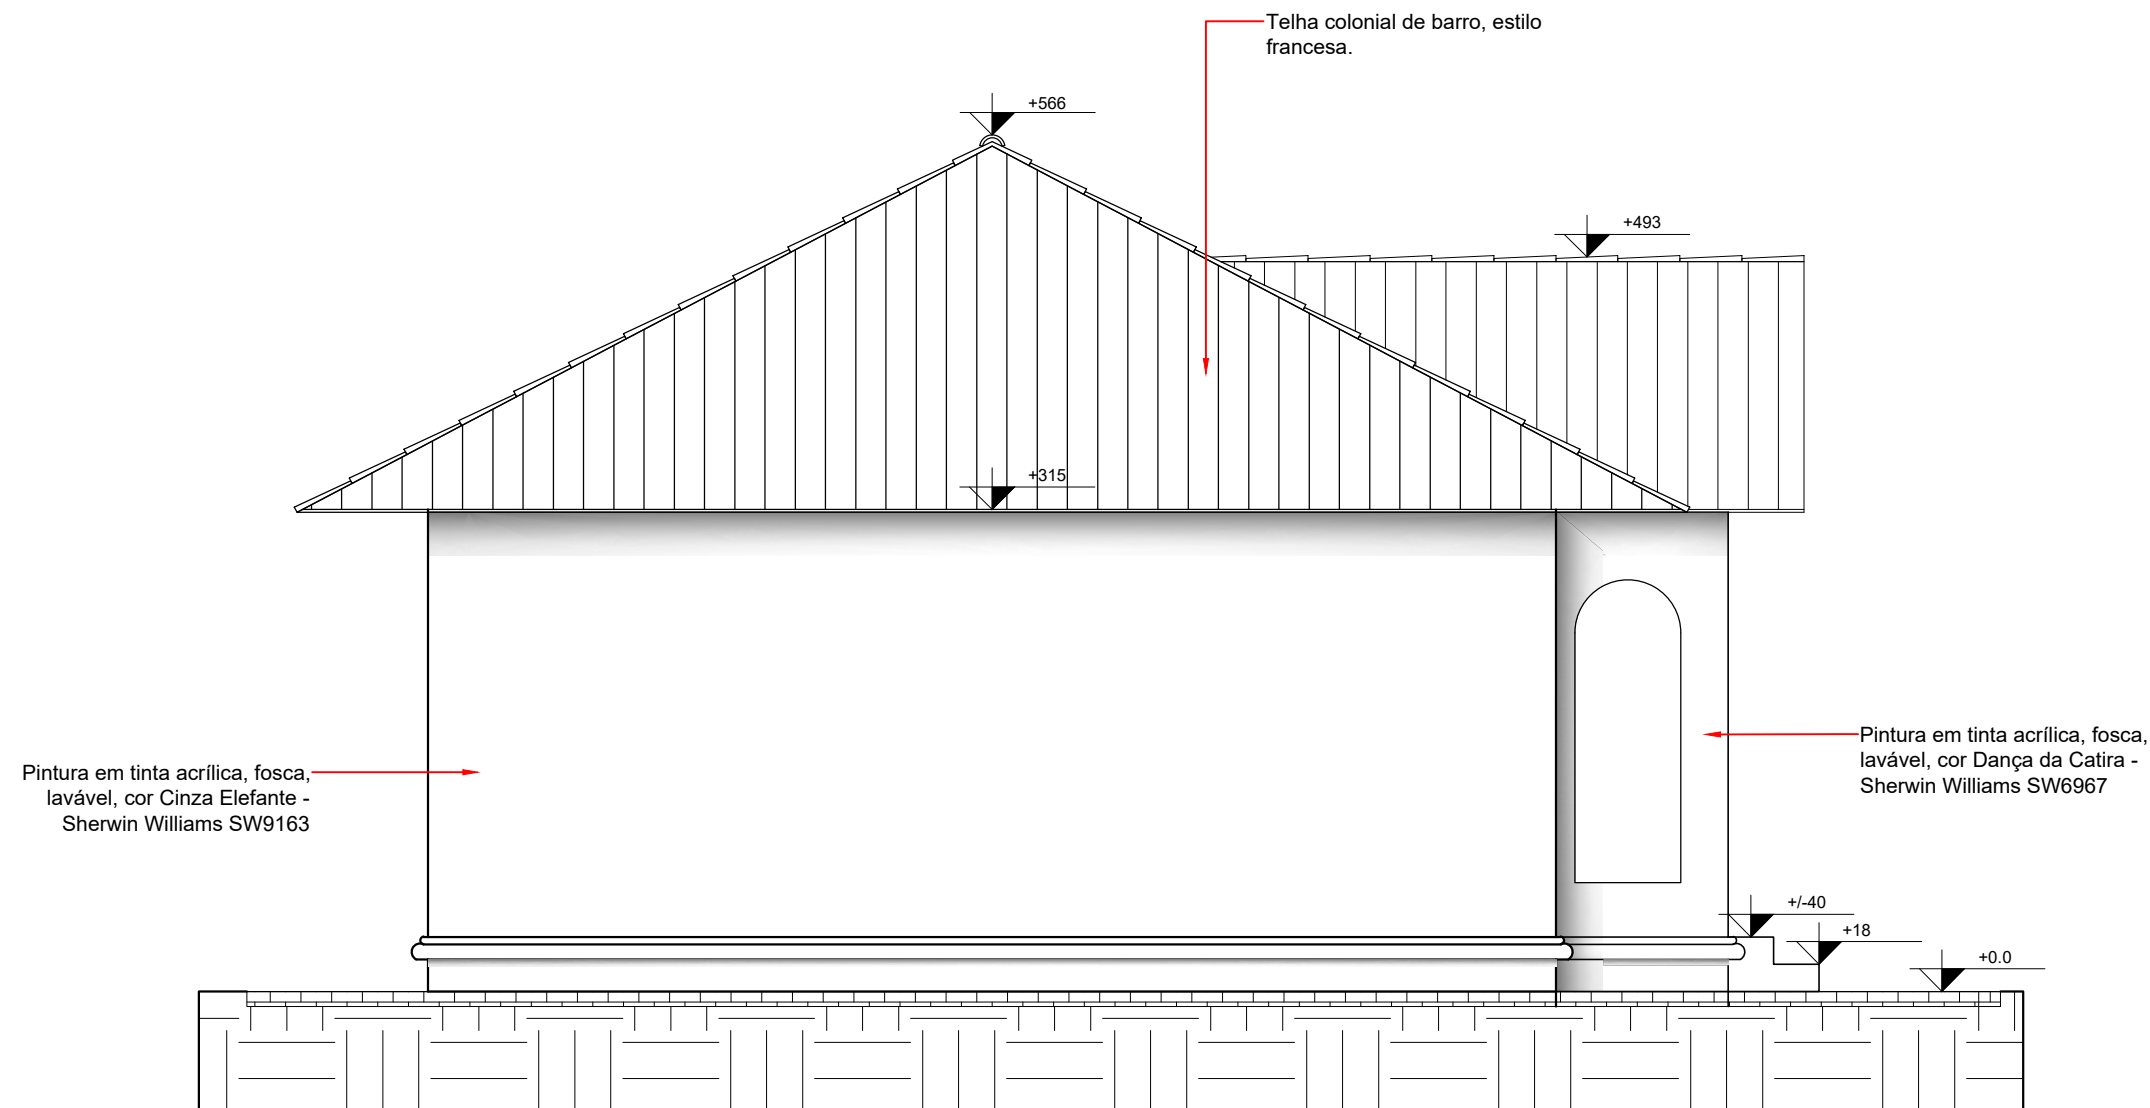 Telha colonial de barro, estilo
francesa.
+566
+493
+315
Pintura em tinta acrílica, fosca,
lavável, cor Dança da Catira -
Sherwin Williams SW6967
Pintura em tinta acrílica, fosca,
lavável, cor Cinza Elefante -
Sherwin Williams SW9163
+/-40
+18
+0.0